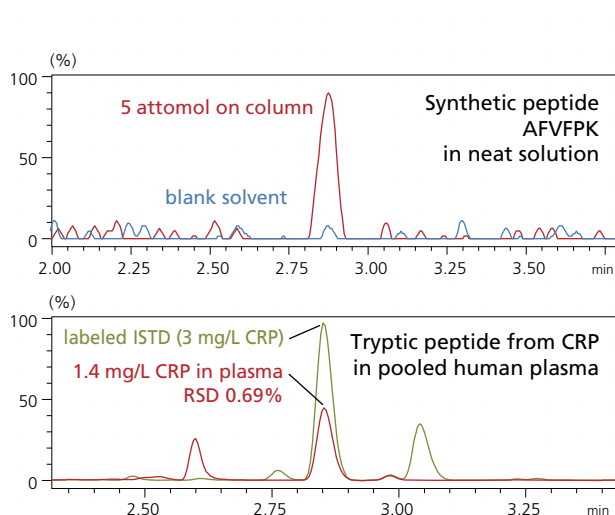 (%)
100
50
0
5 attomol on column
blank solvent
Synthetic peptide
AFVFPK
in neat solution
2.00 2.25 2.50 2.75 3.00 3.25 3.50 min
(%)
100
50
0
labeled ISTD (3 mg/L CRP)
1.4 mg/L CRP in plasma
RSD 0.69%
Tryptic peptide from CRP
in pooled human plasma
2.50 2.75 3.00 3.25 min